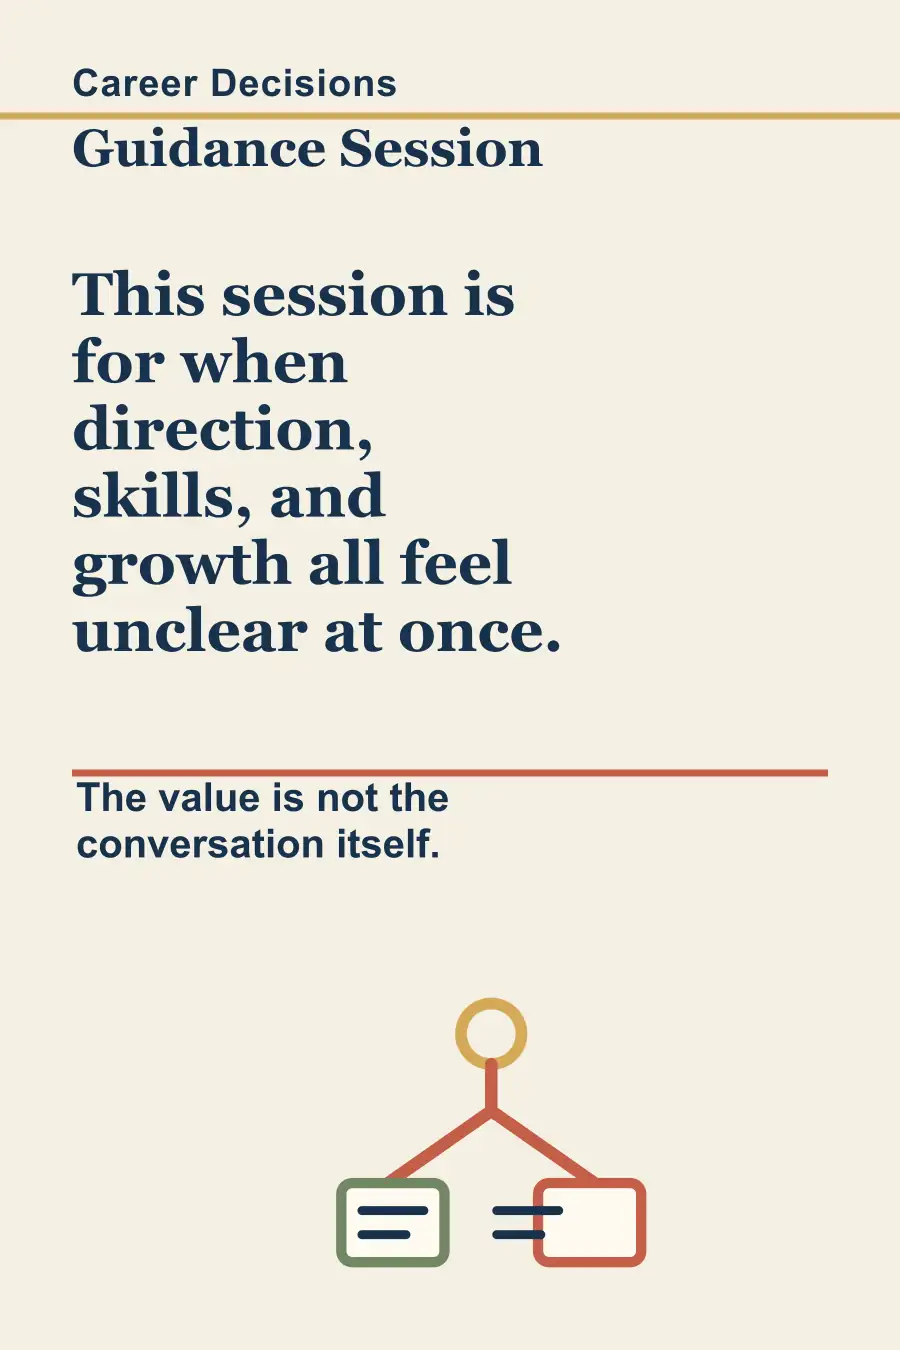 Career Decisions
Guidance Session
This session is
for when
direction,
skills, and
growth all feel
unclear at once.
The value is not the
conversation itself.